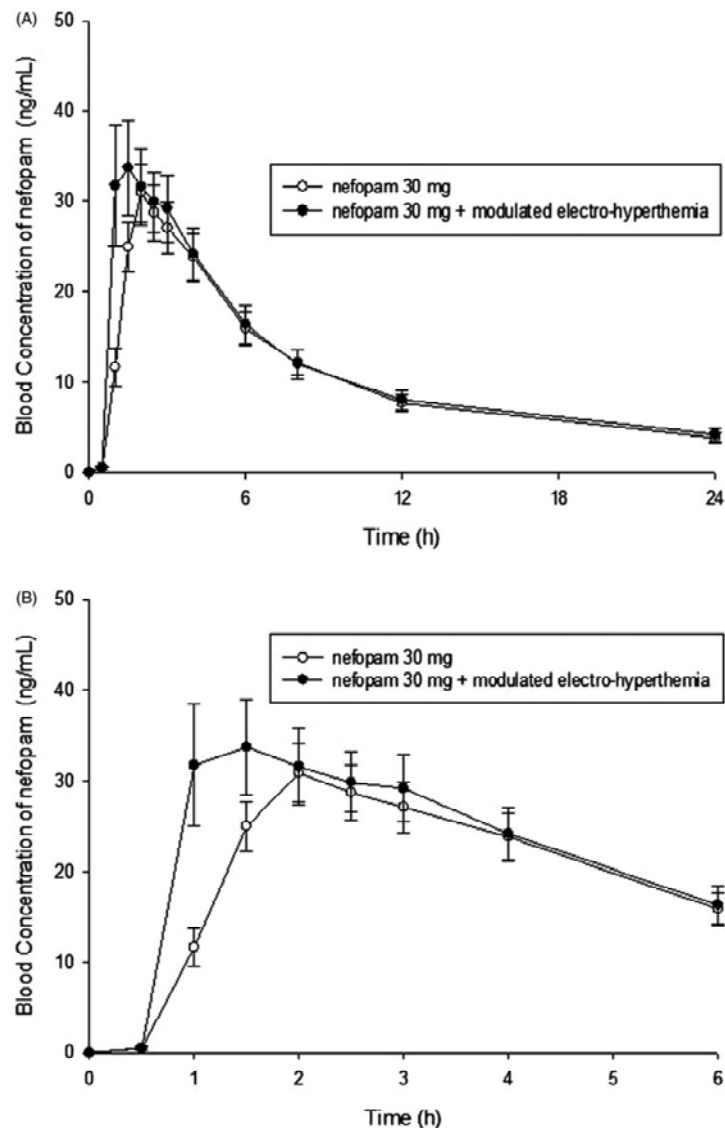 (A)
50
40
30
20
10
0
Blood Concentration of nefopam (ng/mL)
nefopam 30 mg
nefopam 30 mg + modulated electro-hyperthemia
0 6 12 18 24
Time (h)
(B)
50
40
30
20
10
0
Blood Concentration of nefopam (ng/mL)
nefopam 30 mg
nefopam 30 mg + modulated electro-hyperthemia
0 1 2 3 4 5 6
Time (h)